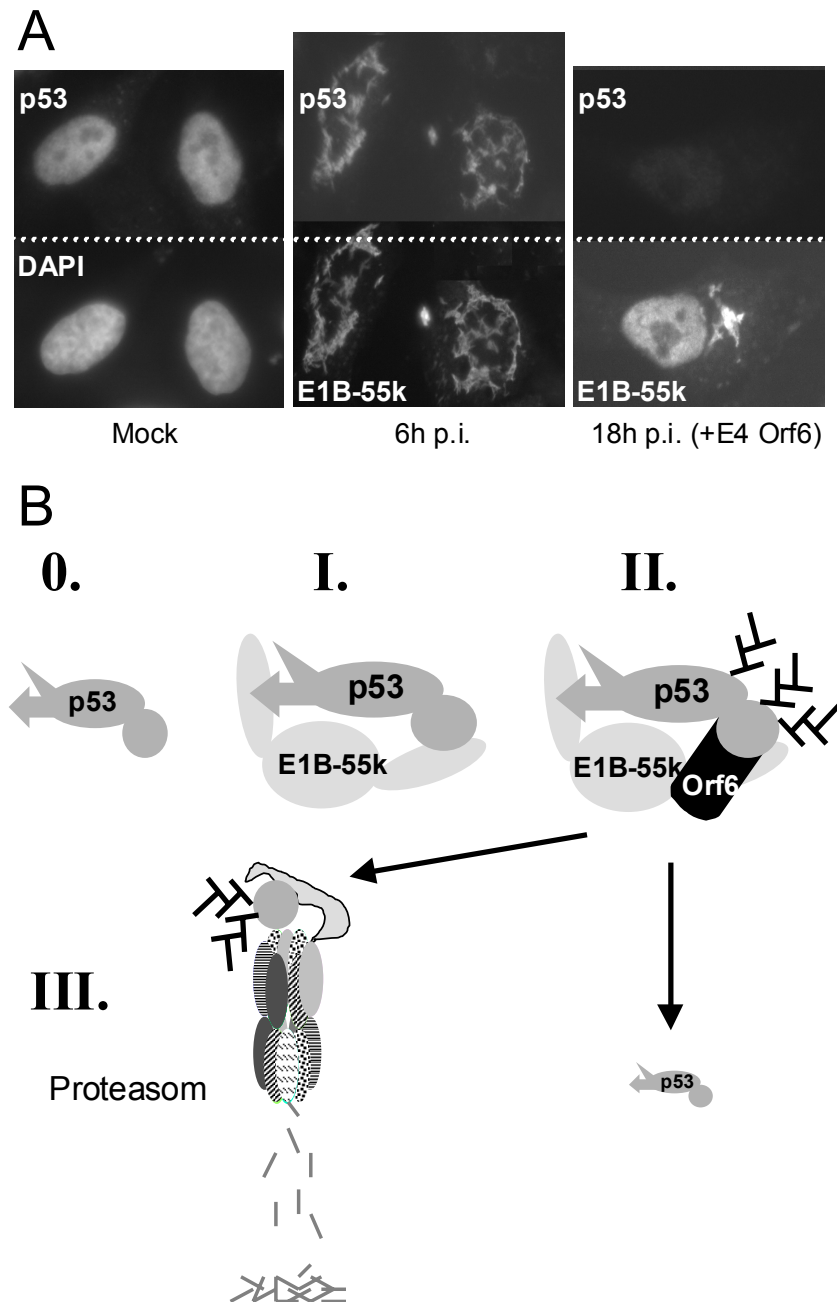 A
p53
p53
p53
DAPI
E1B-55k
E1B-55k
Mock
6h p.i.
18h p.i. (+E4 Orf6)
B
0.
I.
II.
p53
p53
p53
E1B-55k
E1B-55k
Orf6
III.
Proteasom
p53